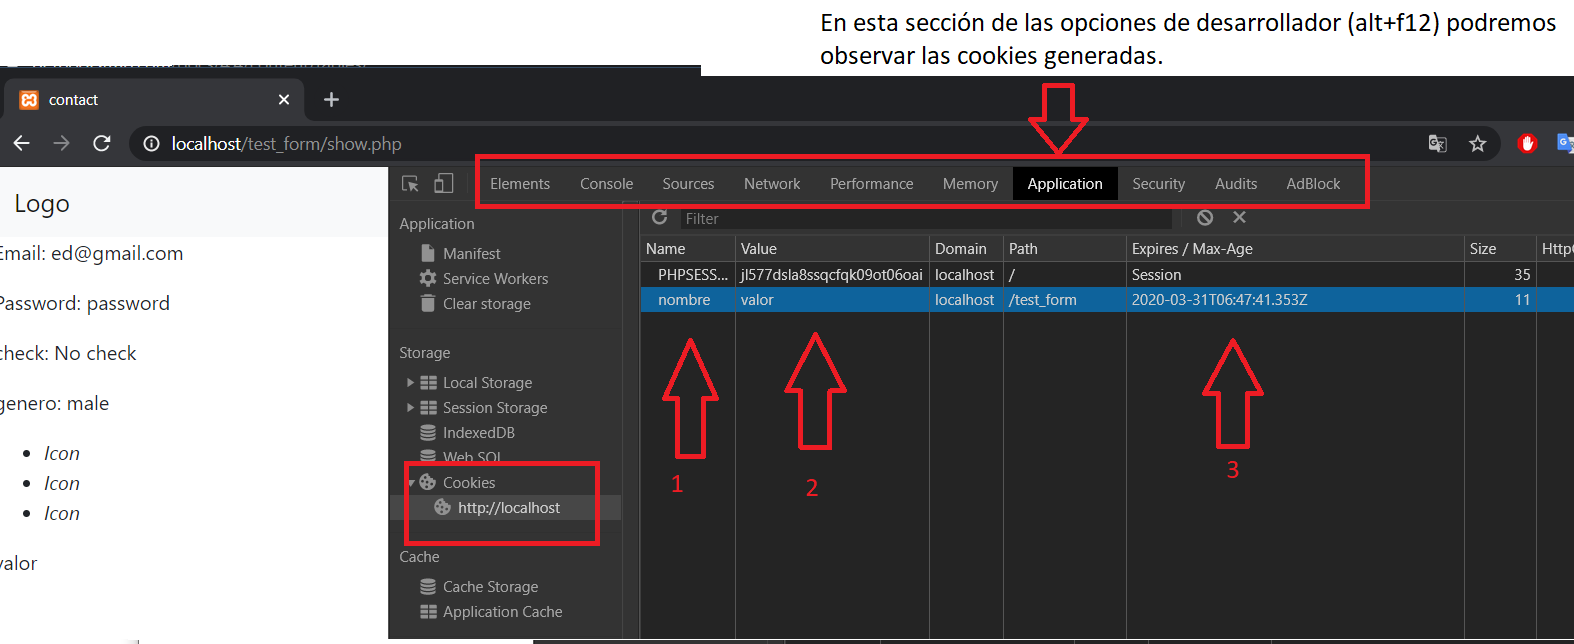 En esta sección de las opciones de desarrollador (alt+f12) podremos
observar las cookies generadas.
contact
localhost/test_form/show.php
Elements Console Sources Network Performance Memory Application Security Audits AdBlock
Logo
Email: ed@gmail.com
Password: password
check: No check
genero: male
Icon
Icon
Icon
valor
Application
Manifest
Service Workers
Clear storage
Storage
Local Storage
Session Storage
IndexedDB
Web SQL
Cookies
http://localhost
Cache
Cache Storage
Application Cache
Filter
Name Value Domain Path Expires / Max-Age Size Http
PHPSESS... jl577dsla8ssqcfqk09ot06oai localhost / Session 35
nombre valor localhost /test_form 2020-03-31T06:47:41.353Z 11
1 2 3